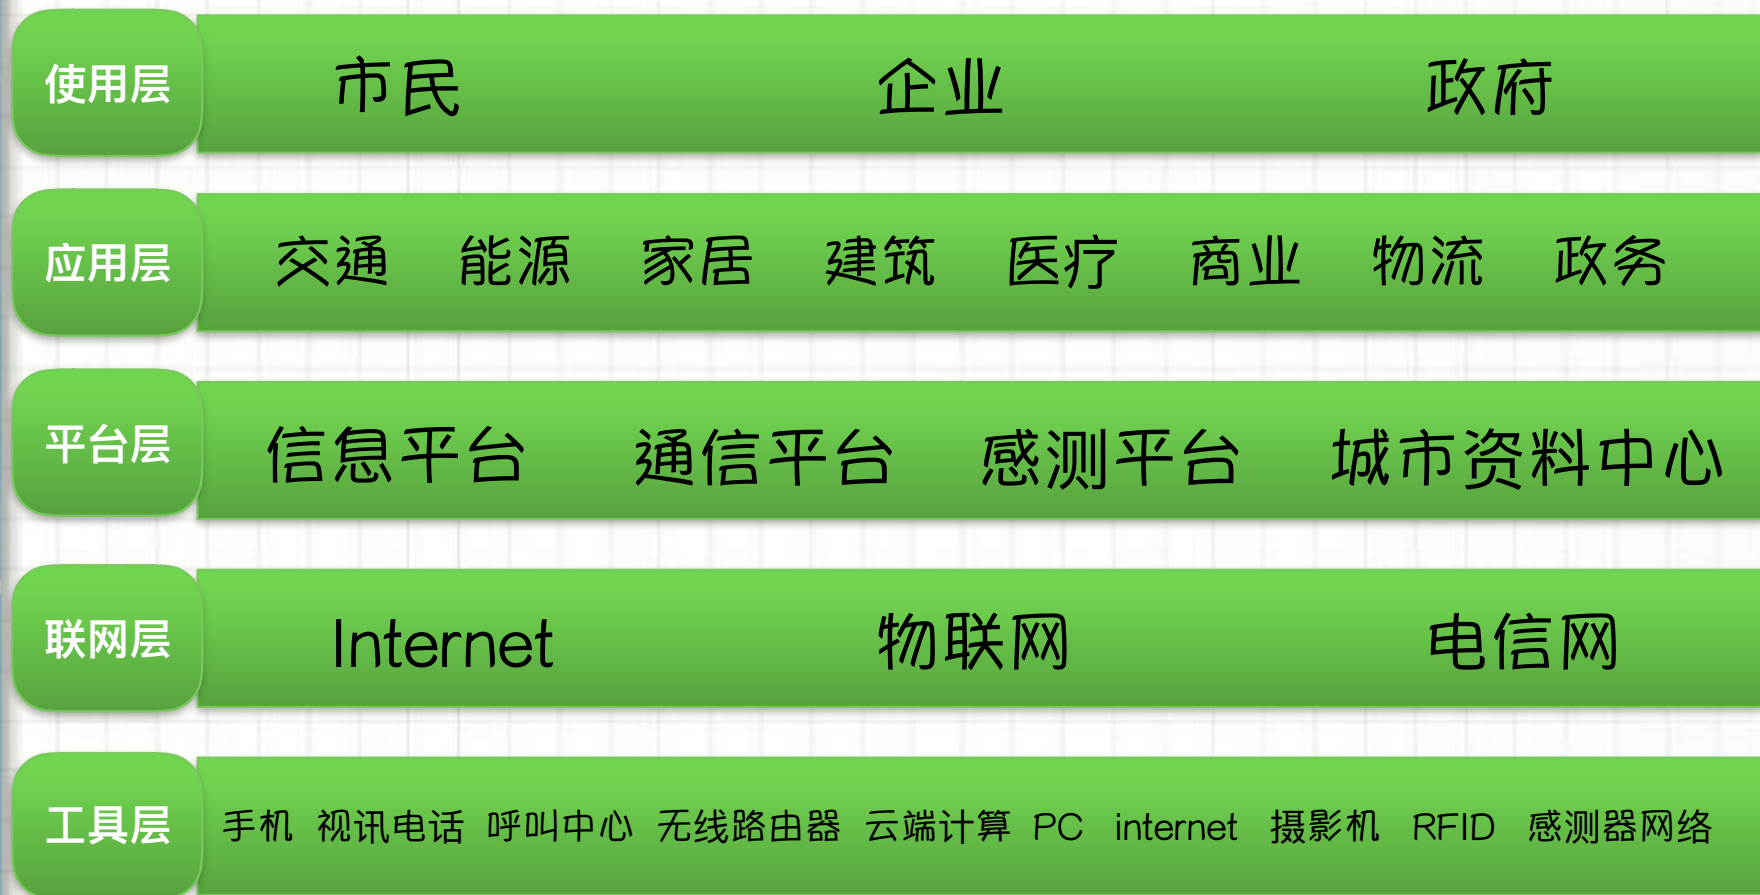 使用层 市民 企业 政府
应用层 交通 能源 家居 建筑 医疗 商业 物流 政务
平台层 信息平台 通信平台 感测平台 城市资料中心
联网层 Internet 物联网 电信网
工具层 手机 视讯电话 呼叫中心 无线路由器 云端计算 PC internet 摄影机 RFID 感测器网络